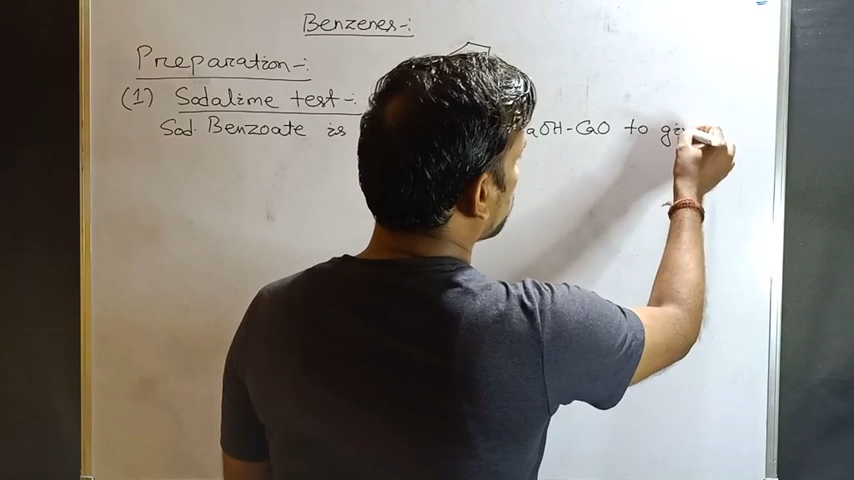 Benzenes:
Preparation:
(1) Sodalime test:
Sod. Benzoate is aOH-CaO to gi